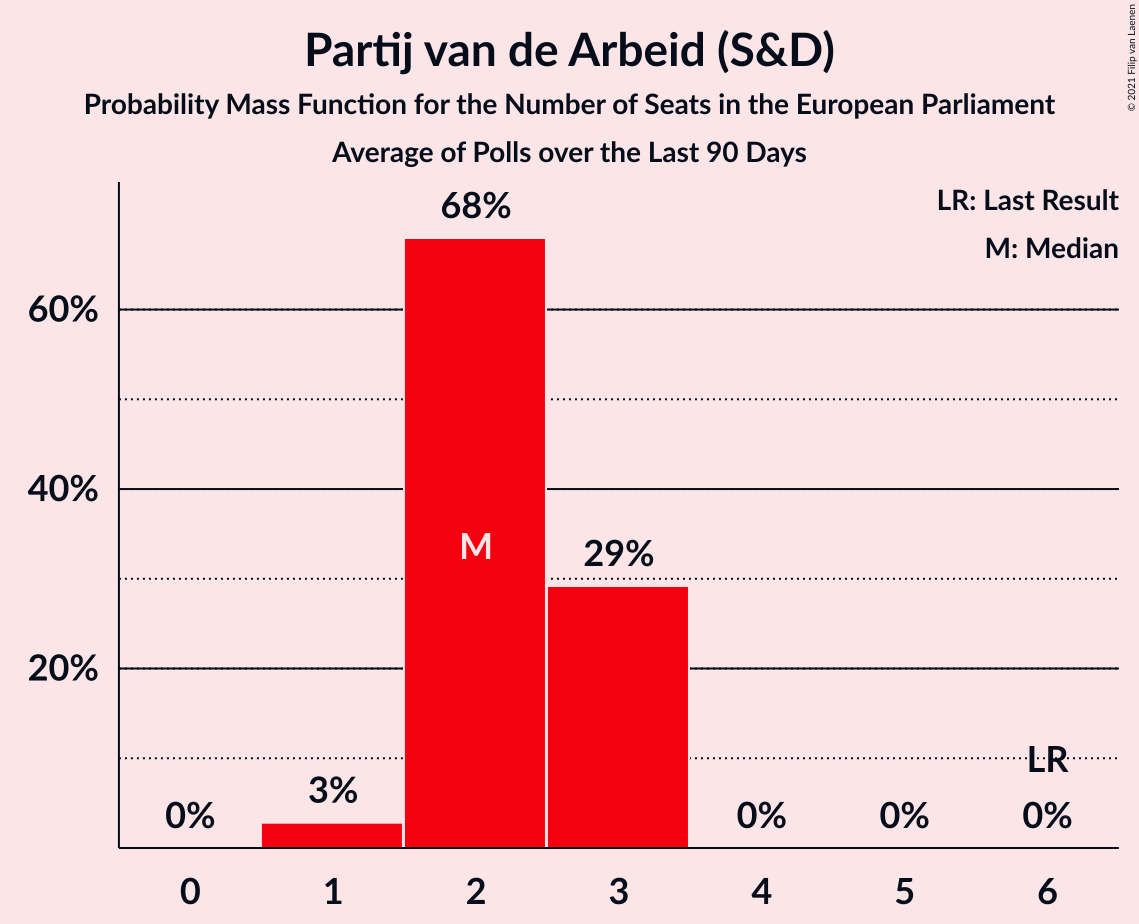 Partij van de Arbeid (S&D)
Probability Mass Function for the Number of Seats in the European Parliament
Average of Polls over the Last 90 Days
© 2021 Filip van Laenen
LR: Last Result
M: Median
68%
60%
40%
M
29%
20%
LR
3%
0%
0%
0%
0%
0 1 2 3 4 5 6